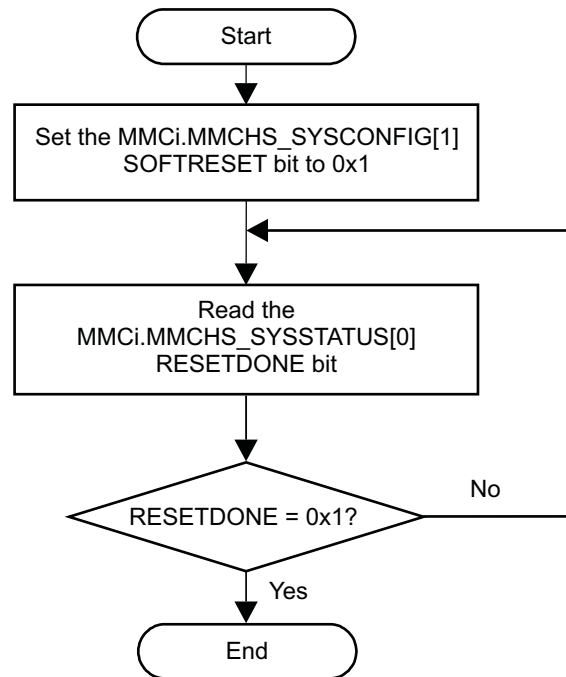 Start
Set the MMCi.MMCHS_SYSCONFIG[1]
SOFTRESET bit to 0x1
Read the
MMCi.MMCHS_SYSSTATUS[0]
RESETDONE bit
RESETDONE = 0x1?
No
Yes
End